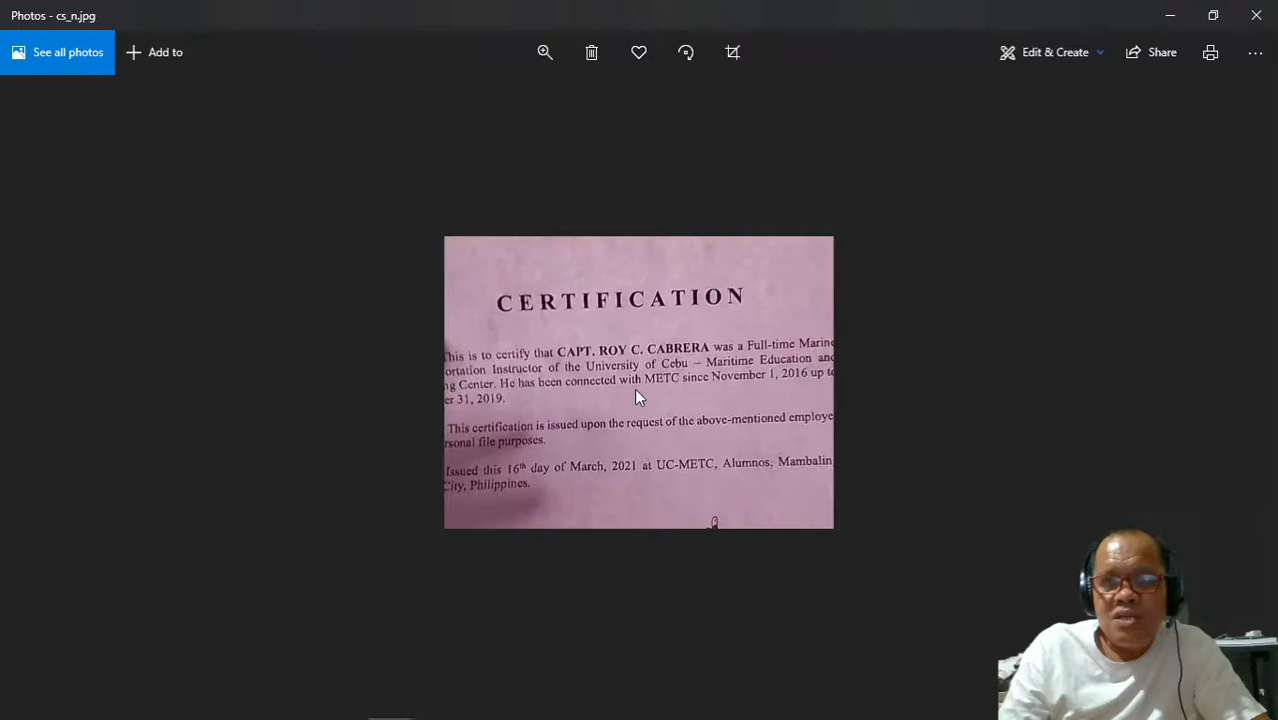 Photos - cs_n.jpg
See all photos
Add to
Edit & Create
Share
CERTIFICATION
This is to certify that CAPT. ROY C. CABRERA was a Full-time Marine
ortation Instructor of the University of Cebu – Maritime Education and
ng Center. He has been connected with METC since November 1, 2016 up to
er 31, 2019.
This certification is issued upon the request of the above-mentioned employe
rsonal file purposes.
Issued this 16th day of March, 2021 at UC-METC, Alumnos, Mambaling
City, Philippines.